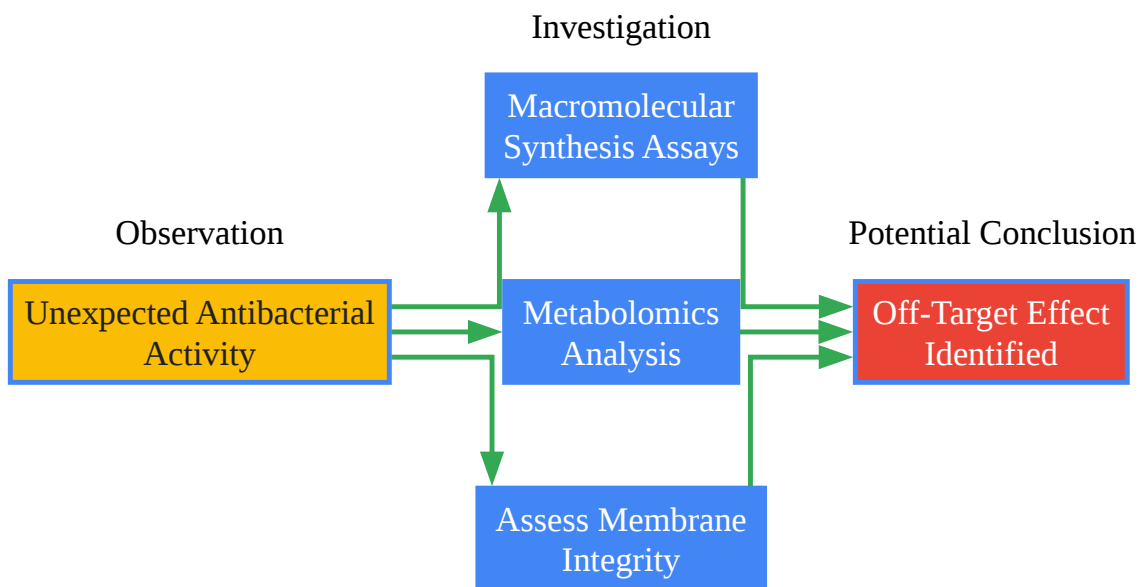 Investigation
Macromolecular
Synthesis Assays
Observation
Potential Conclusion
Unexpected Antibacterial
Activity
Metabolomics
Analysis
Off-Target Effect
Identified
Assess Membrane
Integrity